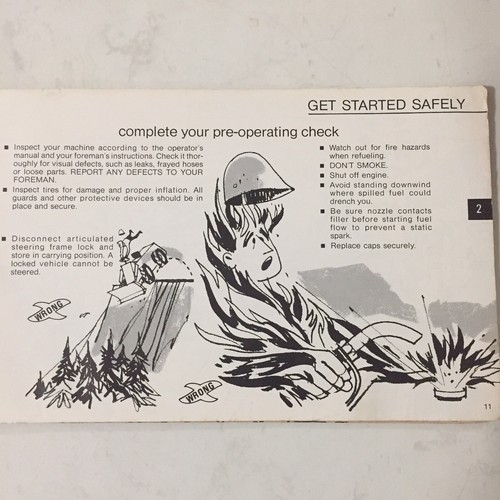 GET STARTED SAFELY
complete your pre-operating check
■ Inspect your machine according to the operator's
manual and your foreman's instructions. Check it thor-
oughly for visual defects, such as leaks, frayed hoses
or loose parts. REPORT ANY DEFECTS TO YOUR
FOREMAN.
■ Inspect tires for damage and proper inflation. All
guards and other protective devices should be in
place and secure.
■ Disconnect articulated
steering frame lock and
store in carrying position. A
locked vehicle cannot be
steered.
WRONG
■ Watch out for fire hazards
when refueling.
■ DON'T SMOKE.
■ Shut off engine.
■ Avoid standing downwind
where spilled fuel could
drench you.
■ Be sure nozzle contacts
filler before starting fuel
flow to prevent a static
spark.
■ Replace caps securely.
WRONG
2
11